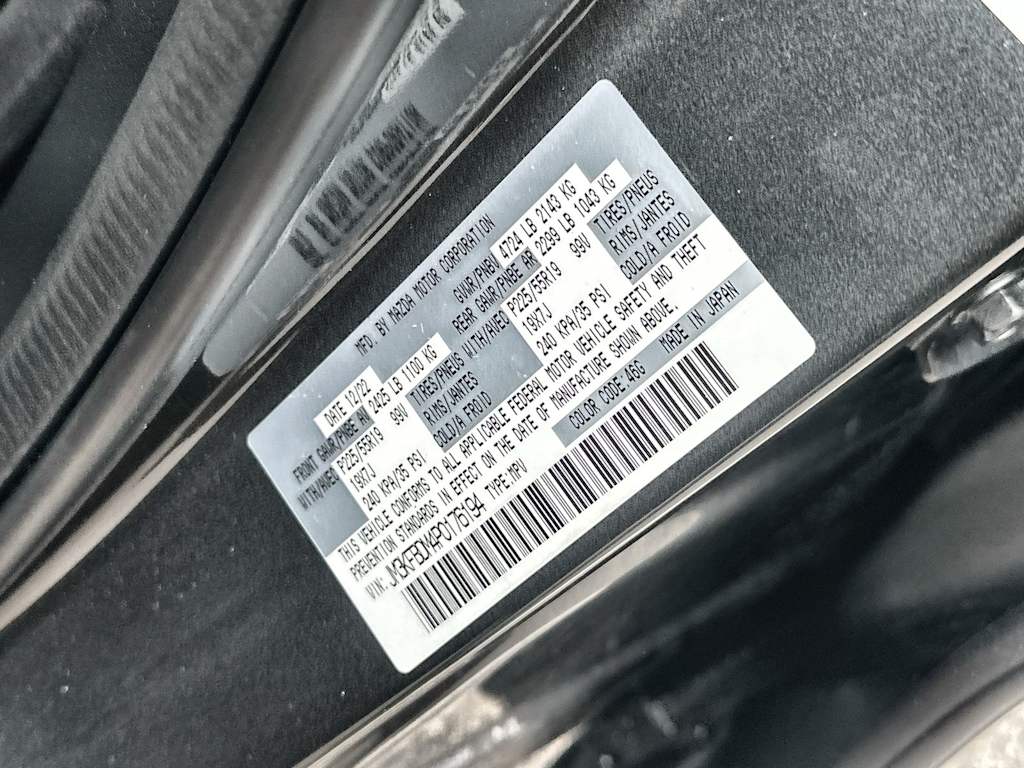 MFD. BY MAZDA MOTOR CORPORATION
DATE 12/22 GVWR/PNBV 4724 LB 2143 KG
FRONT GAWR/PNBE AV 2425 LB 1100 KG REAR GAWR/PNBE AR 2299 LB 1043 KG
WITH/AVEC P225/55R19 99V TIRES/PNEUS WITH/AVEC P225/55R19 99V TIRES/PNEUS
19X7J RIMS/JANTES 19X7J RIMS/JANTES
240 KPA/35 PSI COLD/A FROID 240 KPA/35 PSI COLD/A FROID
THIS VEHICLE CONFORMS TO ALL APPLICABLE FEDERAL MOTOR VEHICLE SAFETY AND THEFT
PREVENTION STANDARDS IN EFFECT ON THE DATE OF MANUFACTURE SHOWN ABOVE.
VIN: TYPE:MPV COLOR CODE 46G MADE IN JAPAN